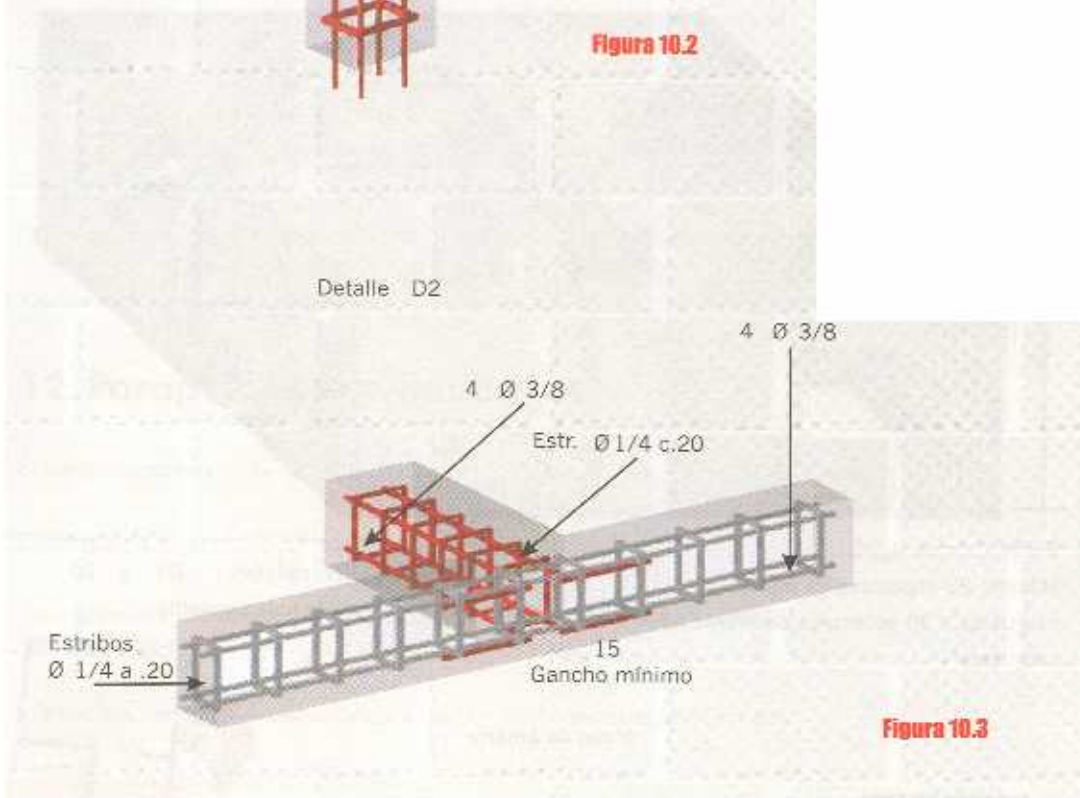 Figura 10.2
Detalle D2
4 Ø 3/8
4 Ø 3/8
Estr. Ø 1/4 c.20
Estribos
Ø 1/4 a .20
15
Gancho mínimo
Figura 10.3